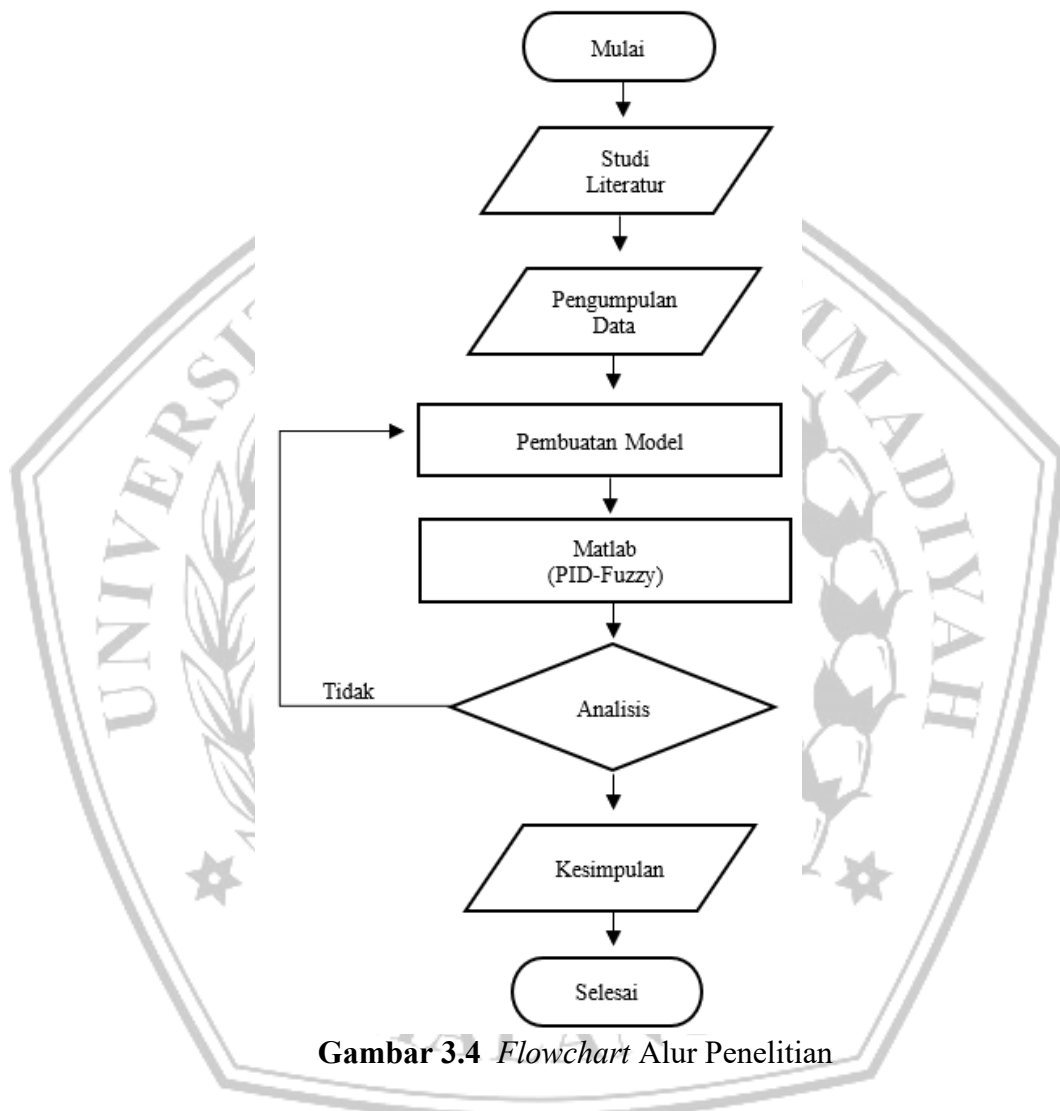 Mulai
Studi
Literatur
Pengumpulan
Data
Pembuatan Model
Matlab
(PID-Fuzzy)
Tidak
Analisis
Kesimpulan
Selesai
Gambar 3.4 Flowchart Alur Penelitian